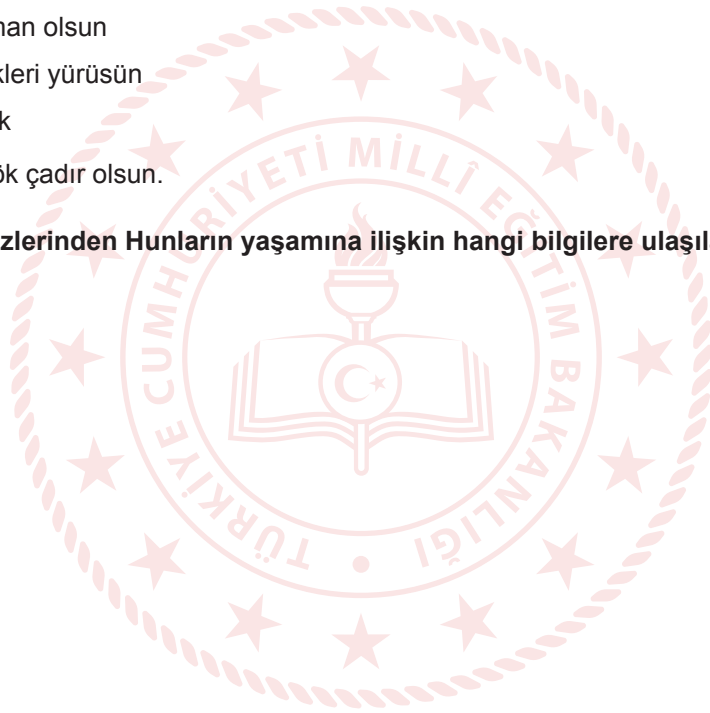 man olsun
kleri yürüsün
k
ök çadır olsun.
zlerinden Hunların yaşamına ilişkin hangi bilgilere ulaşıla
TÜRKİYE CUMHURİYETİ MİLLÎ EĞİTİM BAKANLIĞI